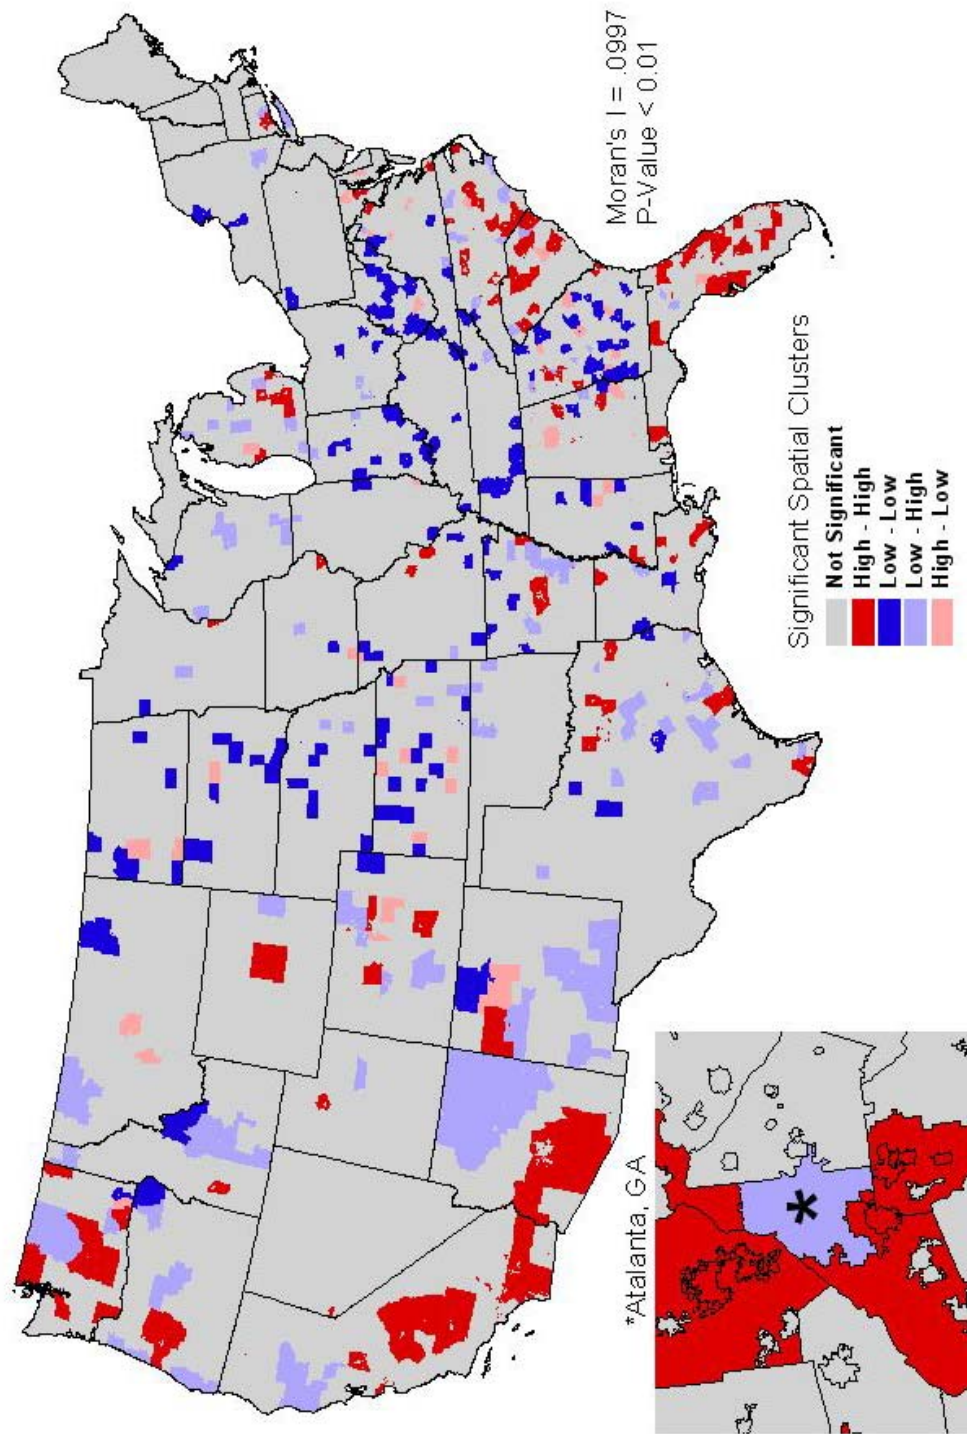 Moran's I = .0997
P-Value < 0.01
Significant Spatial Clusters
Not Significant
High - High
Low - Low
Low - High
High - Low
*Atalanta, GA
*